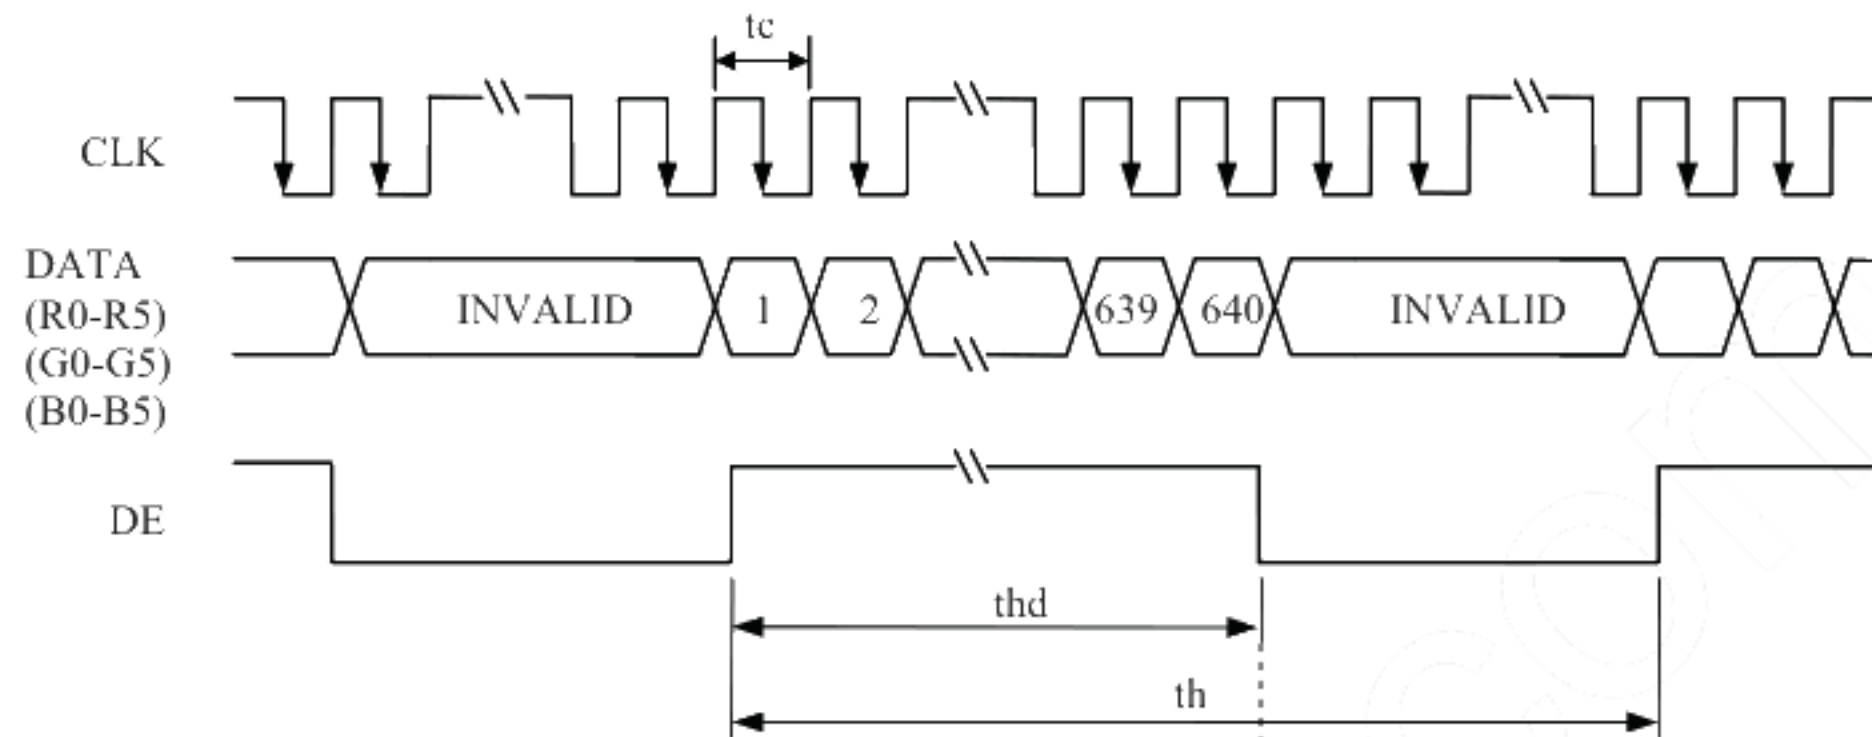 tc
CLK
DATA
(R0-R5)
(G0-G5)
(B0-B5)
INVALID 1 2 639 640 INVALID
DE
thd
th